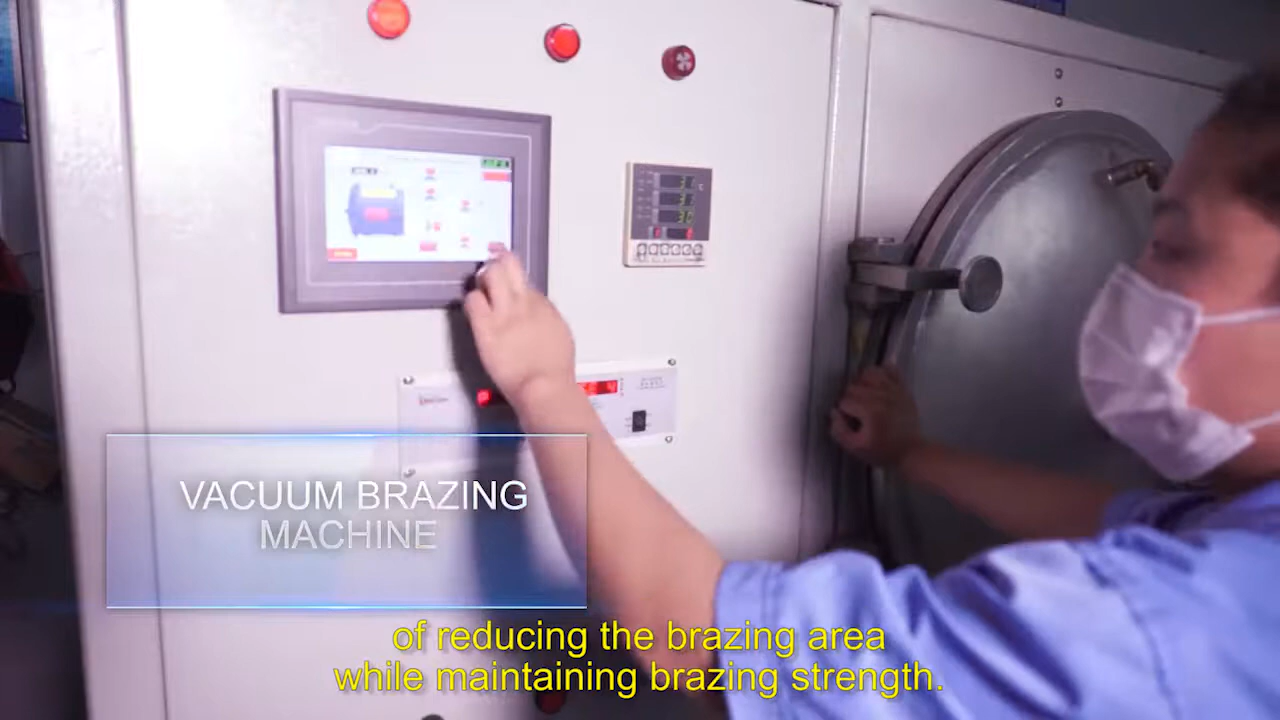 VACUUM BRAZING
MACHINE
of reducing the brazing area
while maintaining brazing strength.